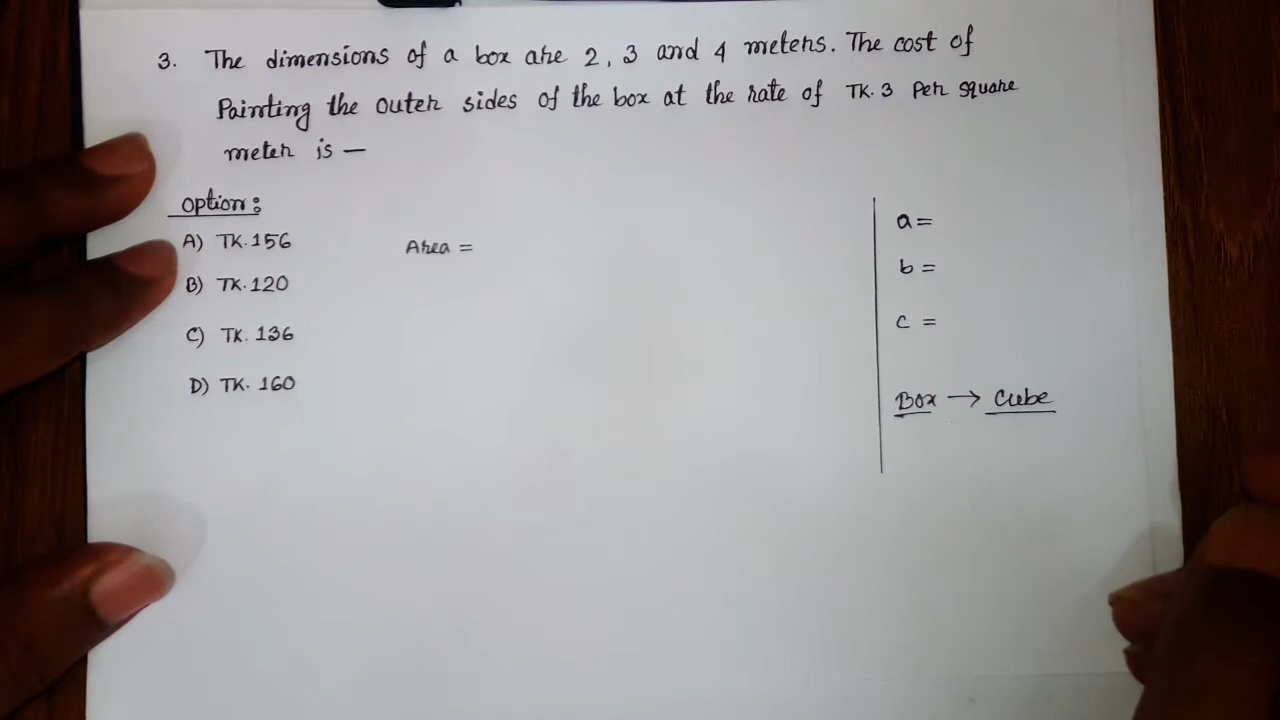 3. The dimensions of a box are 2, 3 and 4 meters. The cost of
Painting the outer sides of the box at the rate of TK. 3 Per square
meter is —
Option:
A) TK. 156
B) TK. 120
C) TK. 136
D) TK. 160
Area =
a =
b =
c =
Box → Cube